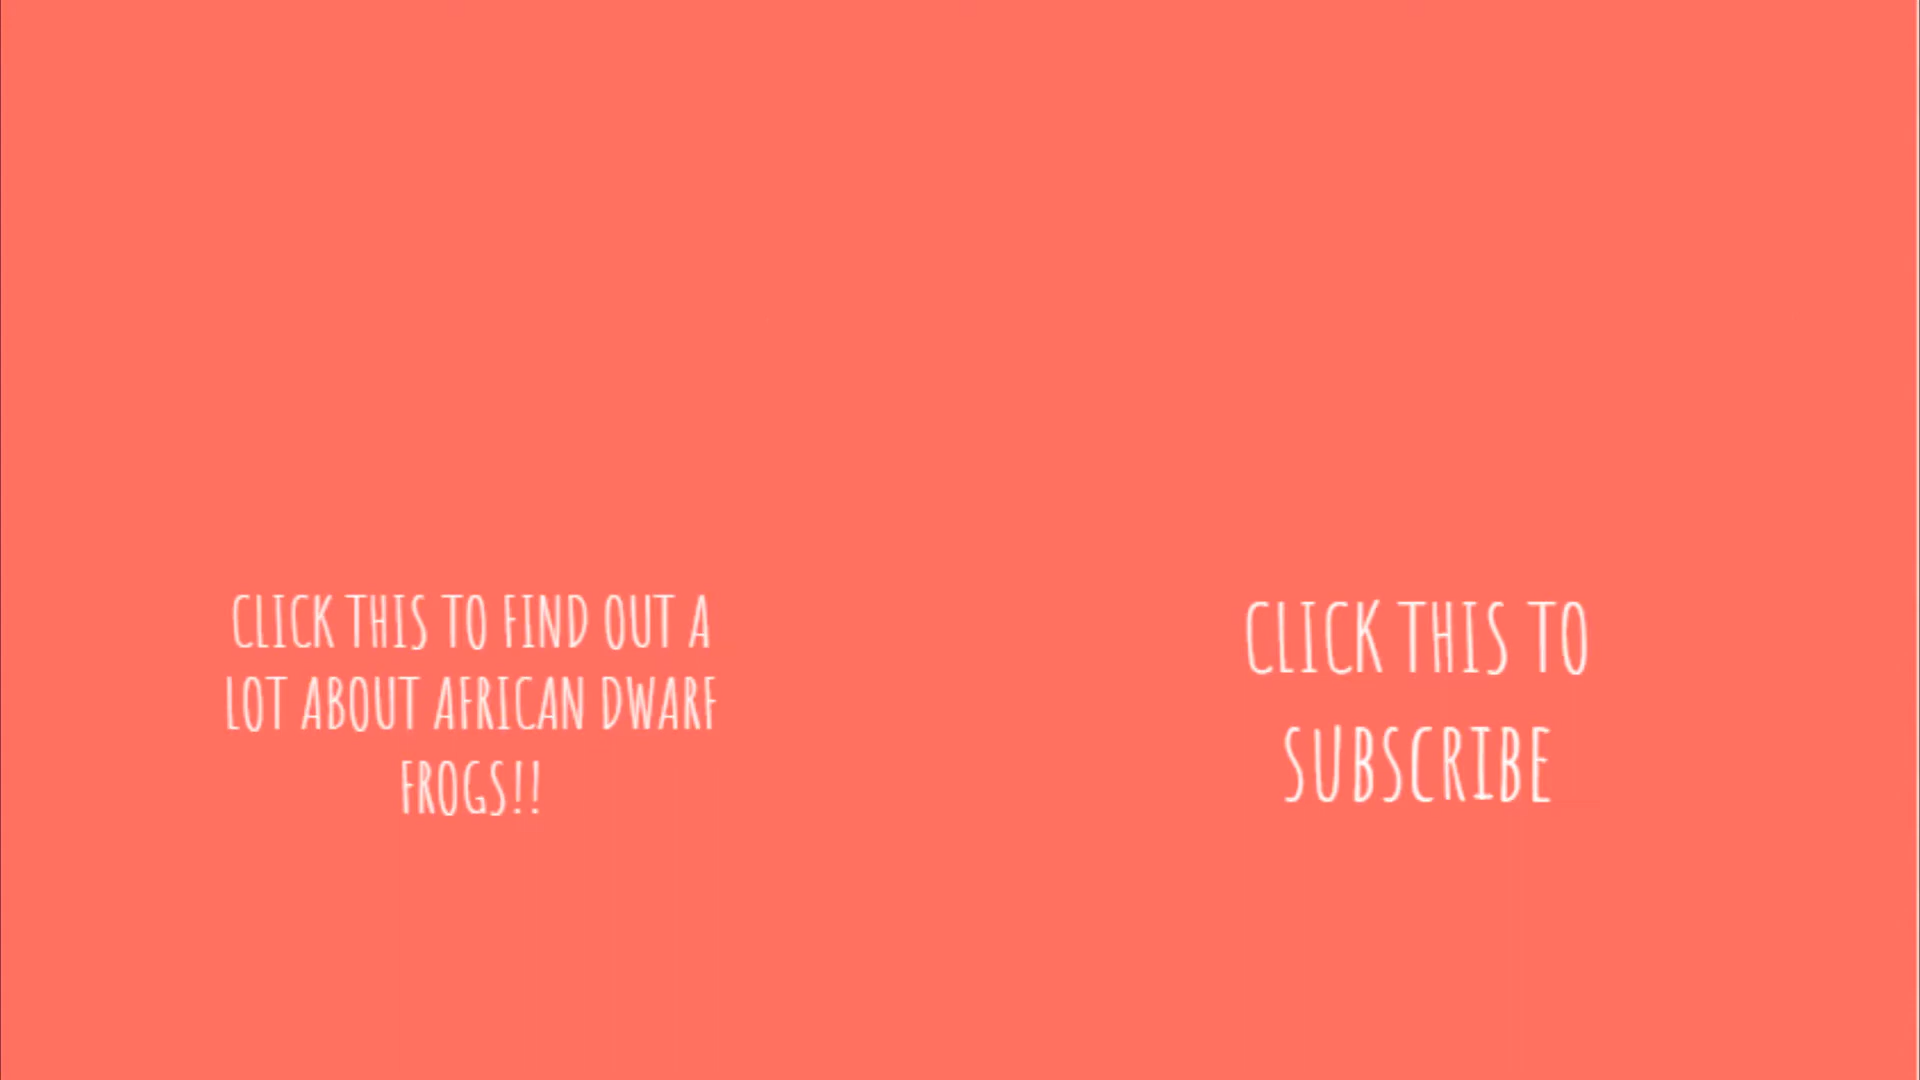 CLICK THIS TO FIND OUT A
LOT ABOUT AFRICAN DWARF
FROGS!!
CLICK THIS TO
SUBSCRIBE